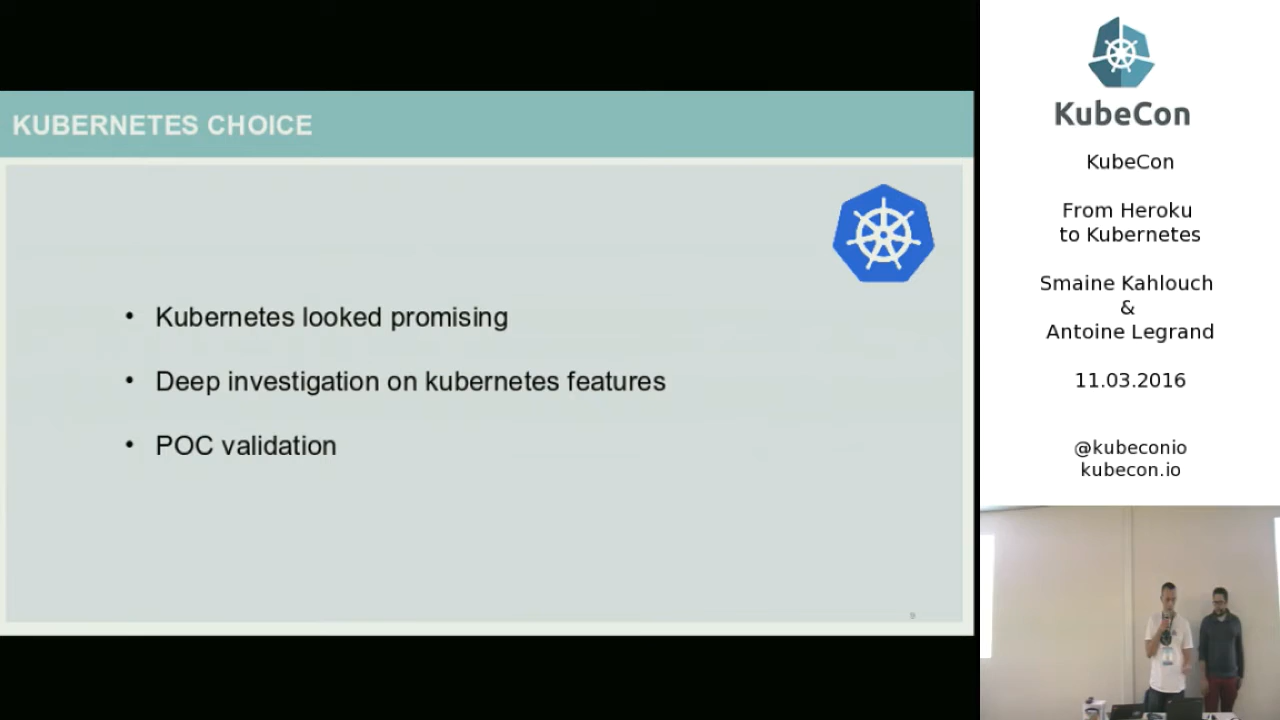 KUBERNETES CHOICE
• Kubernetes looked promising
• Deep investigation on kubernetes features
• POC validation
9
KubeCon
KubeCon
From Heroku
to Kubernetes
Smaine Kahlouch
&
Antoine Legrand
11.03.2016
@kubeconio
kubecon.io